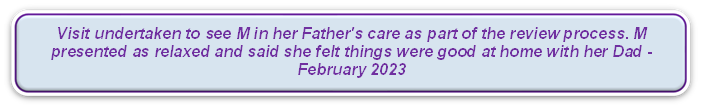 Visit undertaken to see M in her Father's care as part of the review process. M
presented as relaxed and said she felt things were good at home with her Dad -
February 2023